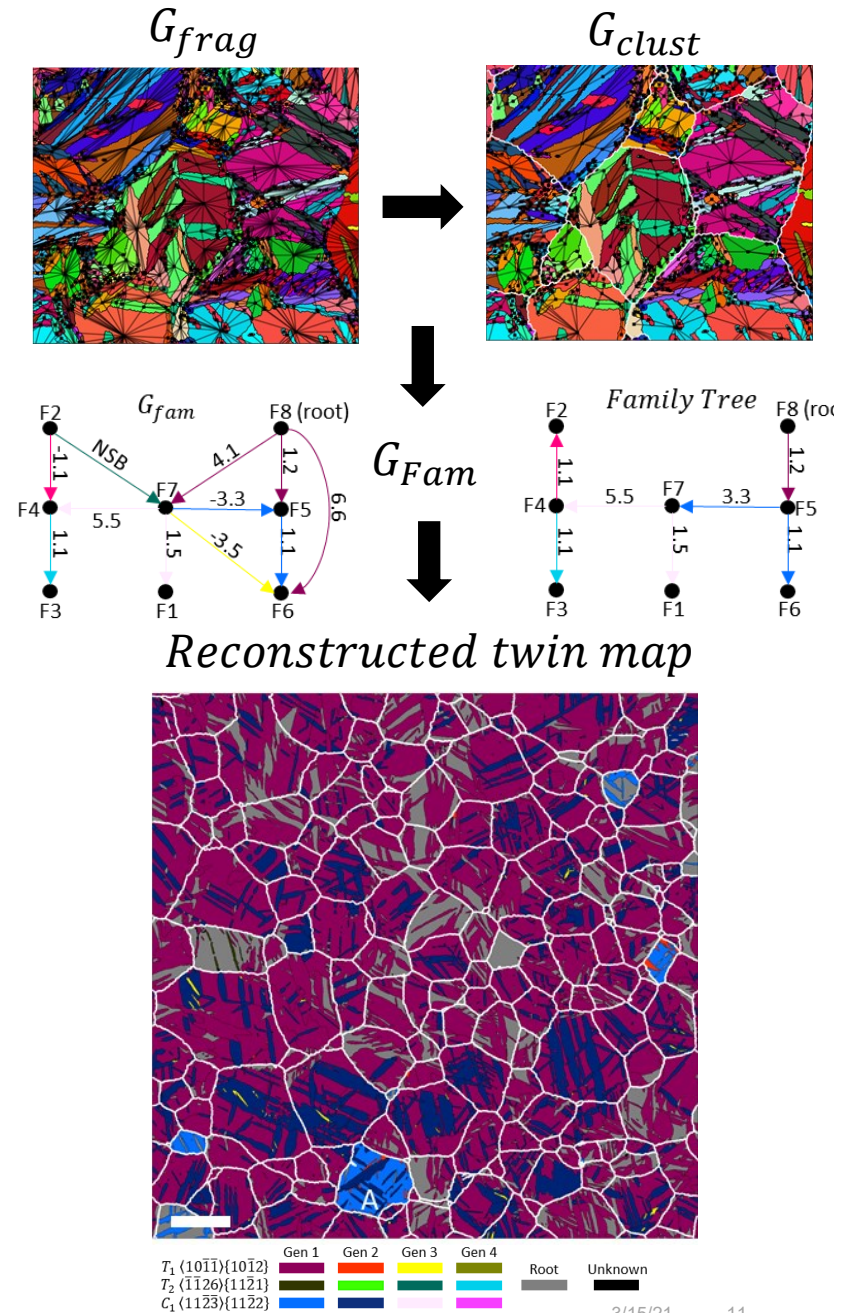 G_frag
G_clust
G_fam
F2
F8 (root)
-1.1
NSB
4.1
1.2
6.6
F7
F4
5.5
-3.3
F5
-3.5
1.5
1.1
1.1
F3
F1
F6
G_Fam
Family Tree
F2
F8 (roo
1.1
1.2
F4
5.5
F7
3.3
F5
1.1
1.5
1.1
F3
F1
F6
Reconstructed twin map
A
Gen 1 Gen 2 Gen 3 Gen 4
T₁ ⟨101̅1̅⟩{101̅2} Root Unknown
T₂ ⟨1̅1̅26⟩{112̅1}
C₁ ⟨112̅3̅⟩{112̅2}
3/15/21 11